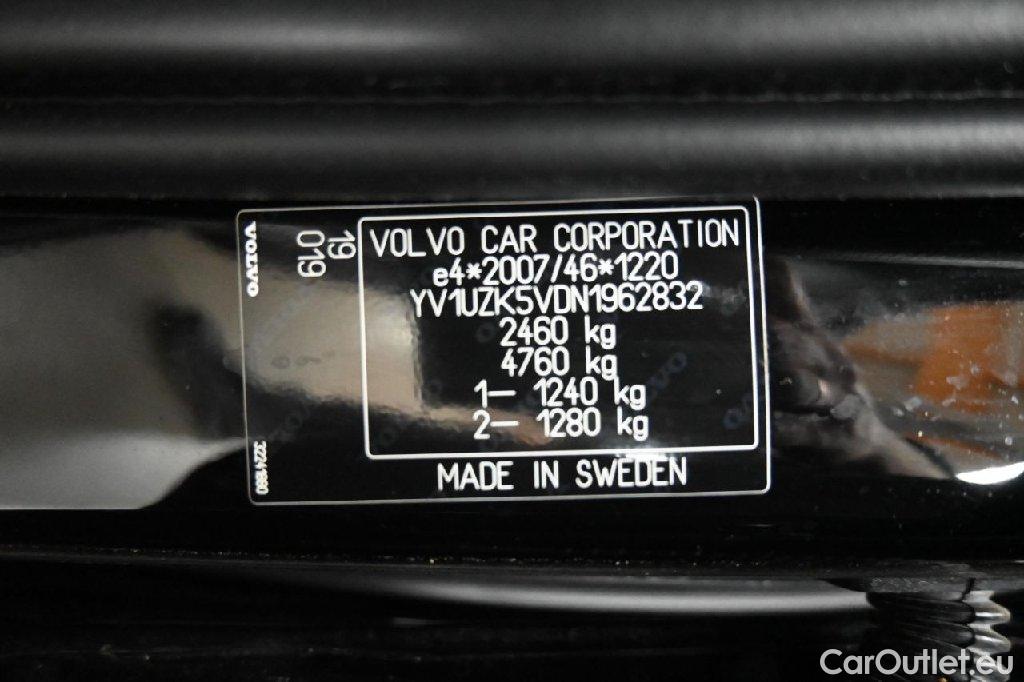 VOLVO
19
019
VOLVO CAR CORPORATION
e4*2007/46*1220
YV1UZK5VDN1962832
2460 kg
4760 kg
1– 1240 kg
2– 1280 kg
MADE IN SWEDEN
CarOutlet.eu